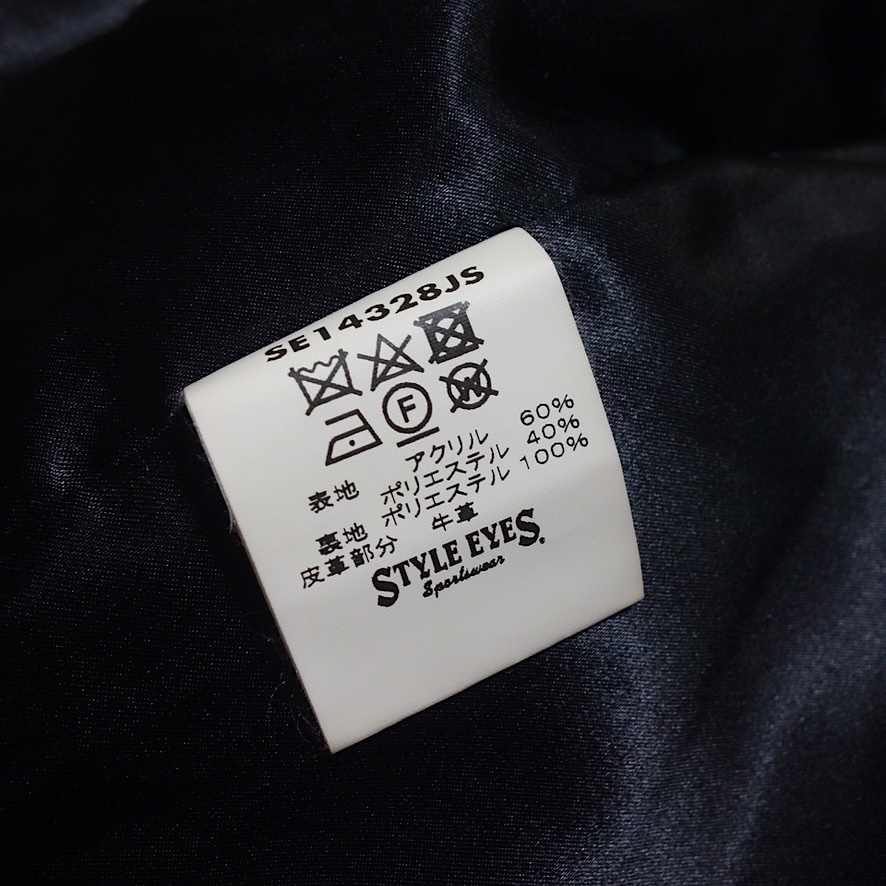 SE14328JS
F
W
表地 アクリル 60%
ポリエステル 40%
裏地 ポリエステル 100%
皮革部分 牛革
STYLE EYES.
Sportswear